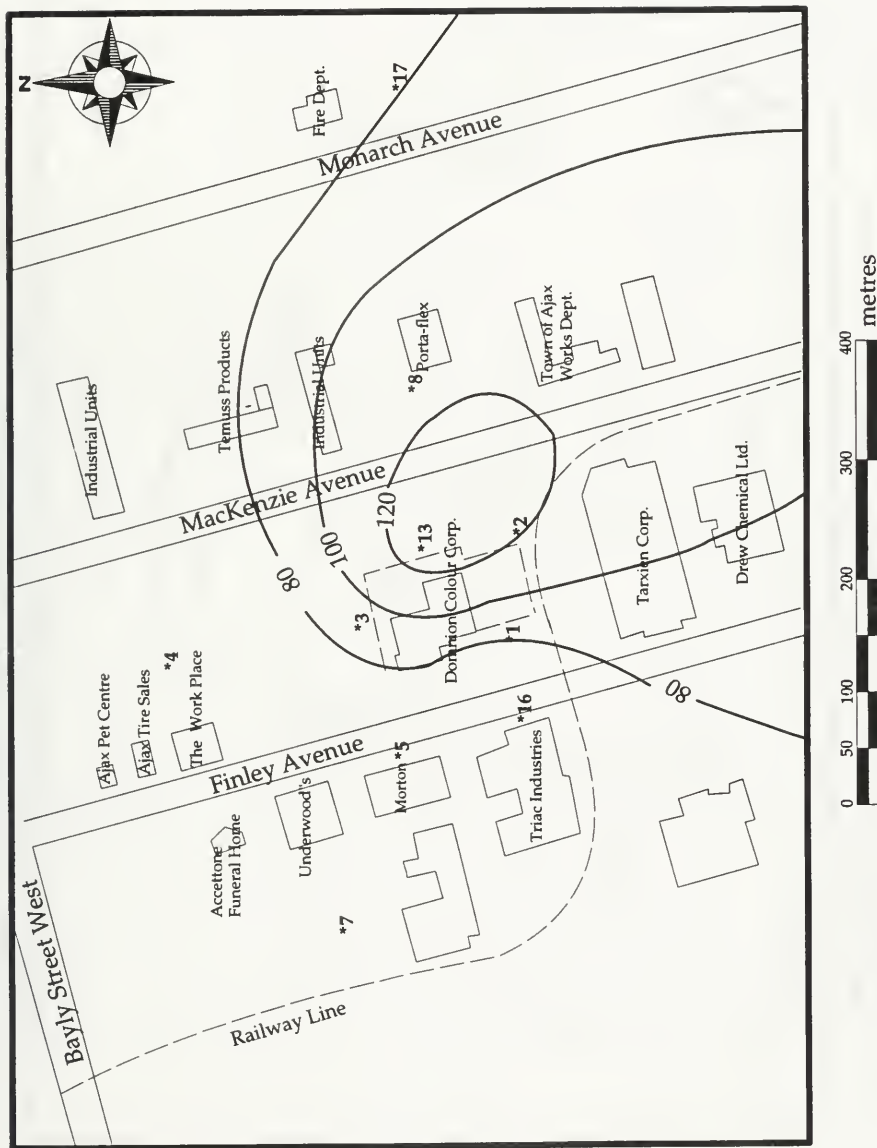 N
Bayly Street West
Railway Line
Accettone
Funeral Home
*7
Underwood's
Morton *5
Triac Industries
*16
Finley Avenue
Ajax Pet Centre
Ajax Tire Sales
The Work Place
*4
*3
Dominion Colour Corp.
*1
*2
*13
80
100
120
80
MacKenzie Avenue
Industrial Units
Temuss Products
Industrial Units
*8
Porta-flex
Town of Ajax
Works Dept.
Tarxien Corp.
Drew Chemical Ltd.
Monarch Avenue
Fire Dept.
*17
0 50 100 200 300 400
metres